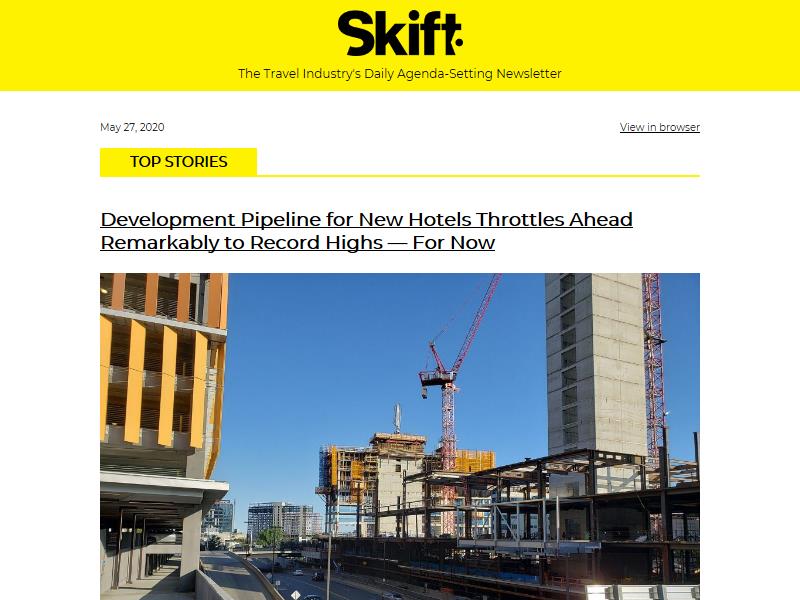 Skift
The Travel Industry's Daily Agenda-Setting Newsletter
May 27, 2020
View in browser
TOP STORIES
Development Pipeline for New Hotels Throttles Ahead
Remarkably to Record Highs — For Now